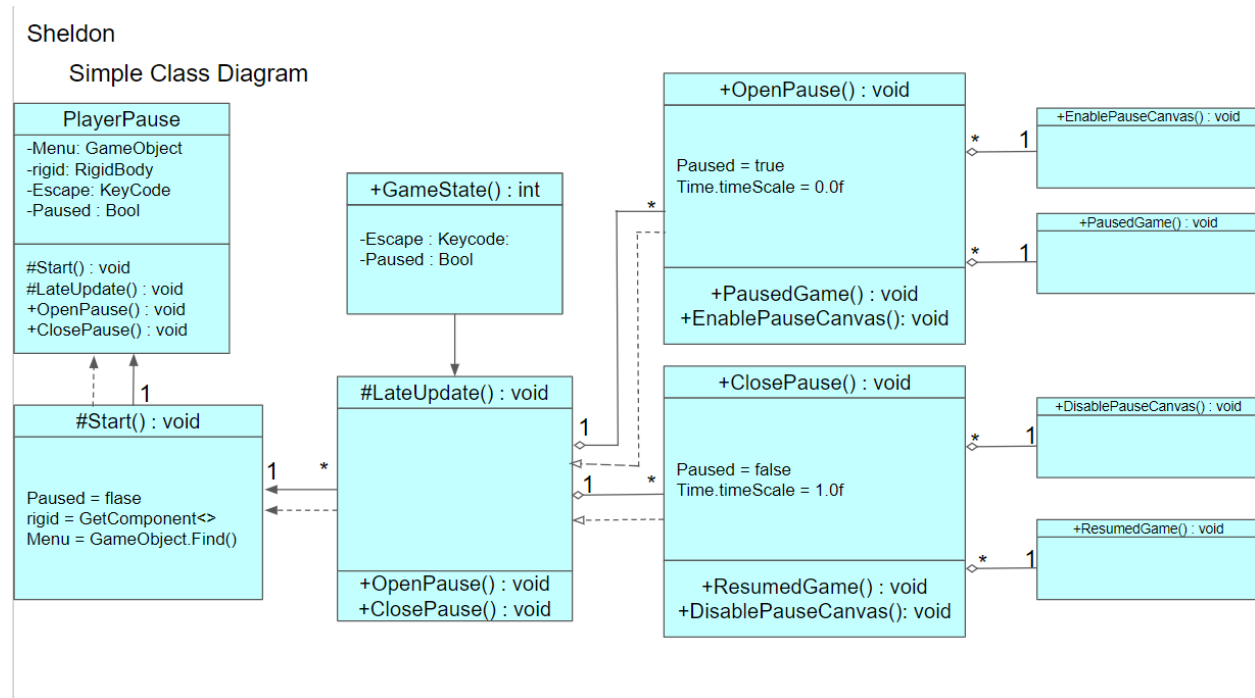 Sheldon
Simple Class Diagram
PlayerPause
-Menu: GameObject
-rigid: RigidBody
-Escape: KeyCode
-Paused : Bool
#Start() : void
#LateUpdate() : void
+OpenPause() : void
+ClosePause() : void
1
#Start() : void
Paused = flase
rigid = GetComponent<>
Menu = GameObject.Find()
1
*
+GameState() : int
-Escape : Keycode:
-Paused : Bool
#LateUpdate() : void
+OpenPause() : void
+ClosePause() : void
1
*
1
*
+OpenPause() : void
Paused = true
Time.timeScale = 0.0f
+PausedGame() : void
+EnablePauseCanvas(): void
*
1
*
1
+EnablePauseCanvas() : void
+PausedGame() : void
+ClosePause() : void
Paused = false
Time.timeScale = 1.0f
+ResumedGame() : void
+DisablePauseCanvas(): void
*
1
*
1
+DisablePauseCanvas() : void
+ResumedGame() : void